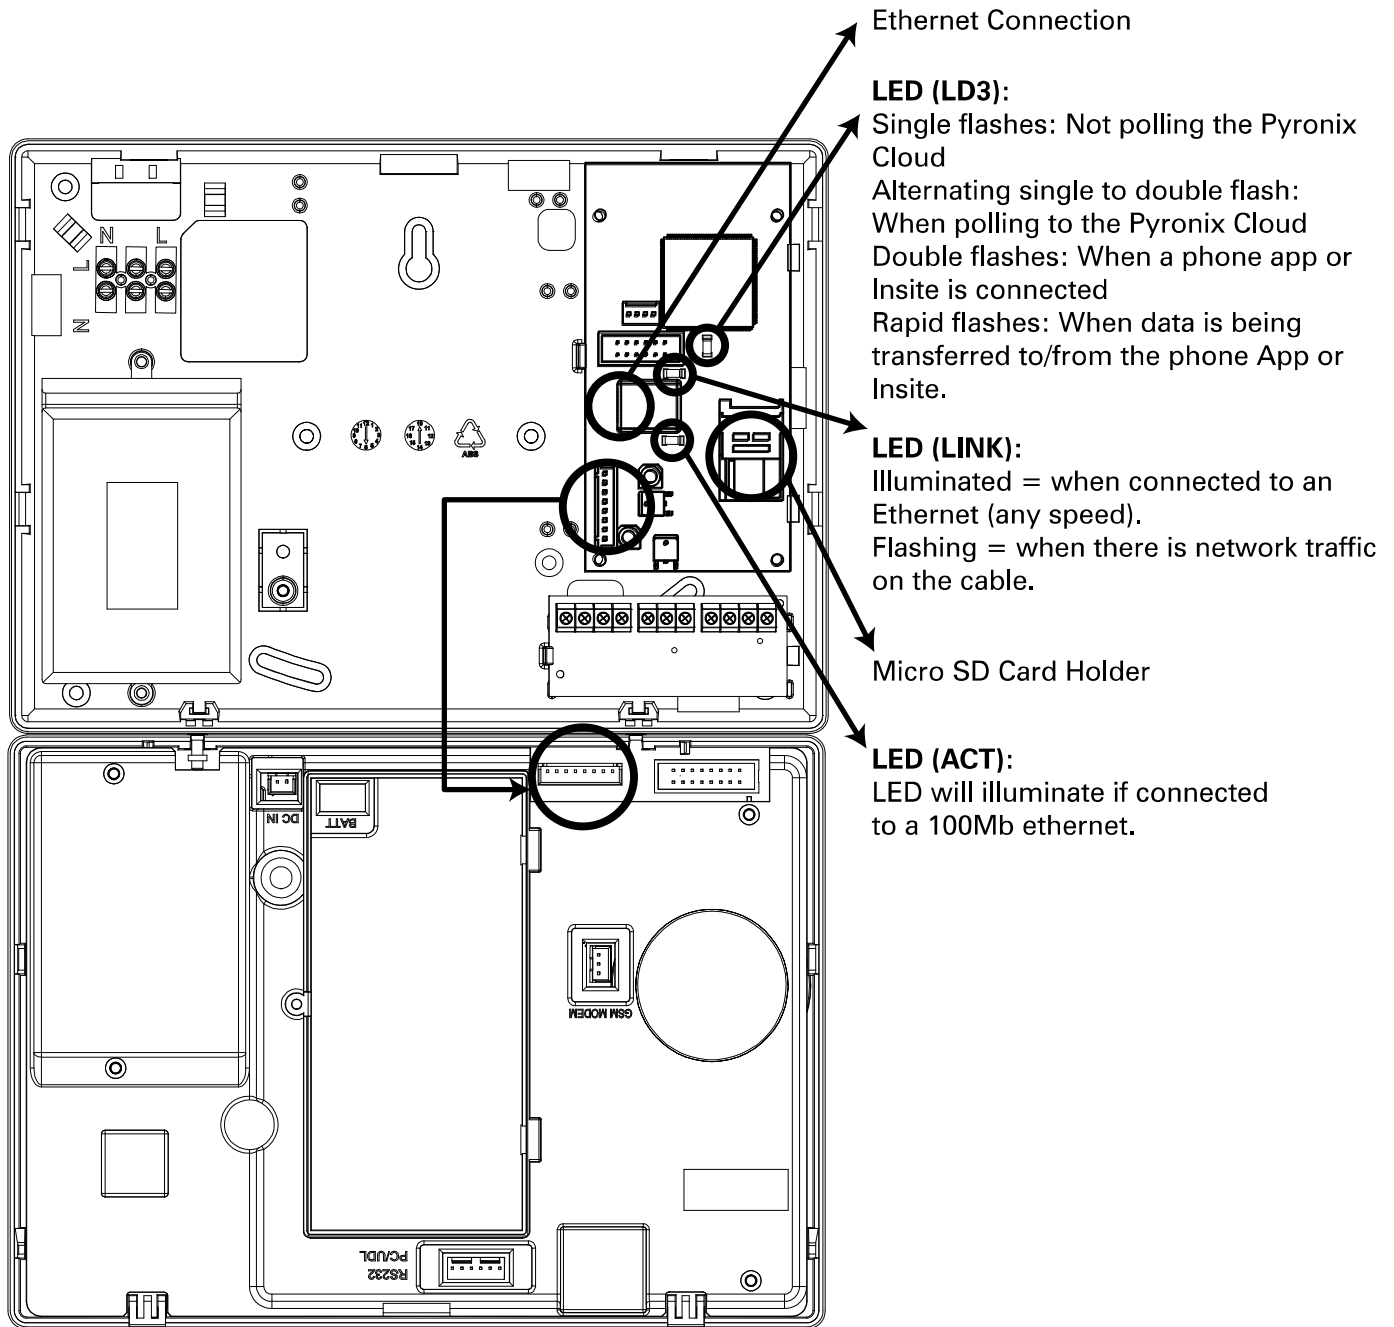 Ethernet Connection
LED (LD3):
Single flashes: Not polling the Pyronix
Cloud
Alternating single to double flash:
When polling to the Pyronix Cloud
Double flashes: When a phone app or
Insite is connected
Rapid flashes: When data is being
transferred to/from the phone App or
Insite.
LED (LINK):
Illuminated = when connected to an
Ethernet (any speed).
Flashing = when there is network traffic
on the cable.
Micro SD Card Holder
LED (ACT):
LED will illuminate if connected
to a 100Mb ethernet.
N L
L
N
ABS
DC IN
BATT
GSM MODEM
RS232
PC/UDL